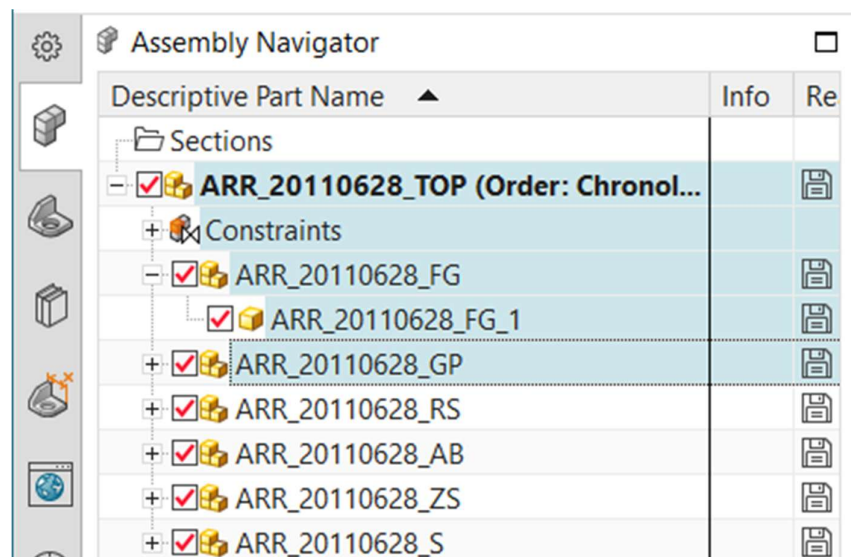 Assembly Navigator
Descriptive Part Name Info Re
Sections
ARR_20110628_TOP (Order: Chronol...
Constraints
ARR_20110628_FG
ARR_20110628_FG_1
ARR_20110628_GP
ARR_20110628_RS
ARR_20110628_AB
ARR_20110628_ZS
ARR_20110628_S